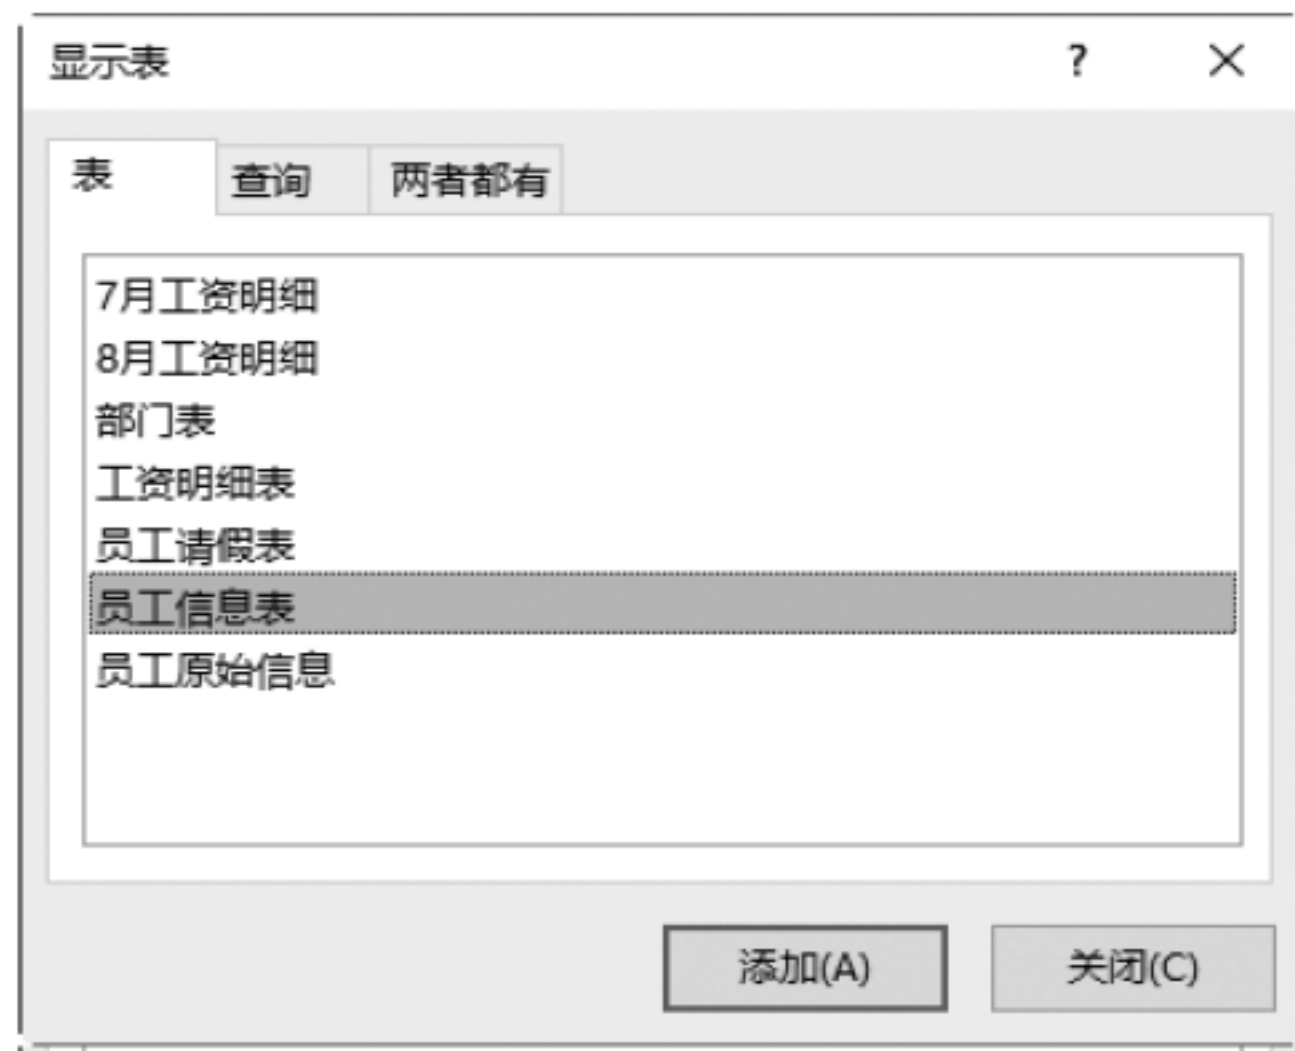 显示表 ?
表 查询 两者都有
7月工资明细
8月工资明细
部门表
工资明细表
员工请假表
员工信息表
员工原始信息
添加(A) 关闭(C)